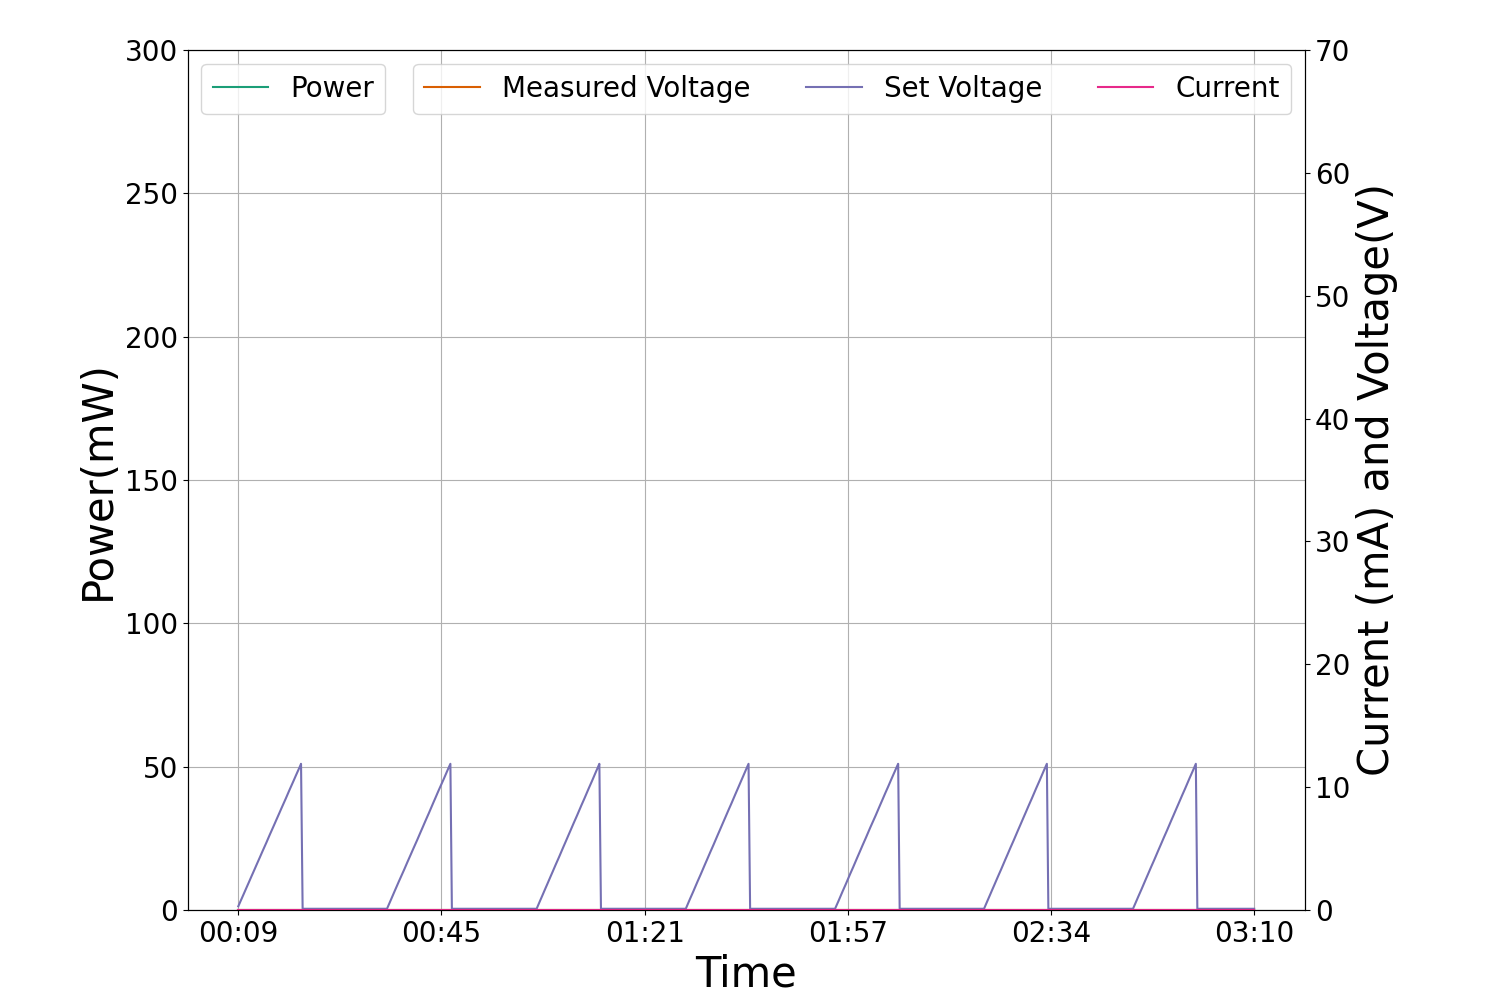 300
250
200
150
100
50
0
Power(mW)
Power
Measured Voltage
Set Voltage
Current
70
60
50
40
30
20
10
0
Current (mA) and Voltage(V)
00:09 00:45 01:21 01:57 02:34 03:10
Time